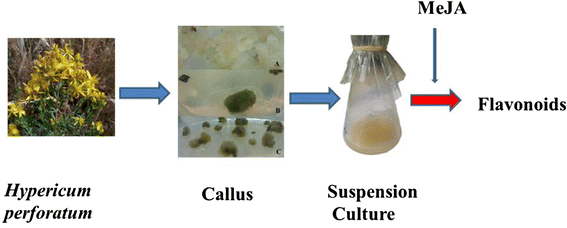 MeJA
A
B
C
Flavonoids
Hypericum
perforatum
Callus
Suspension
Culture